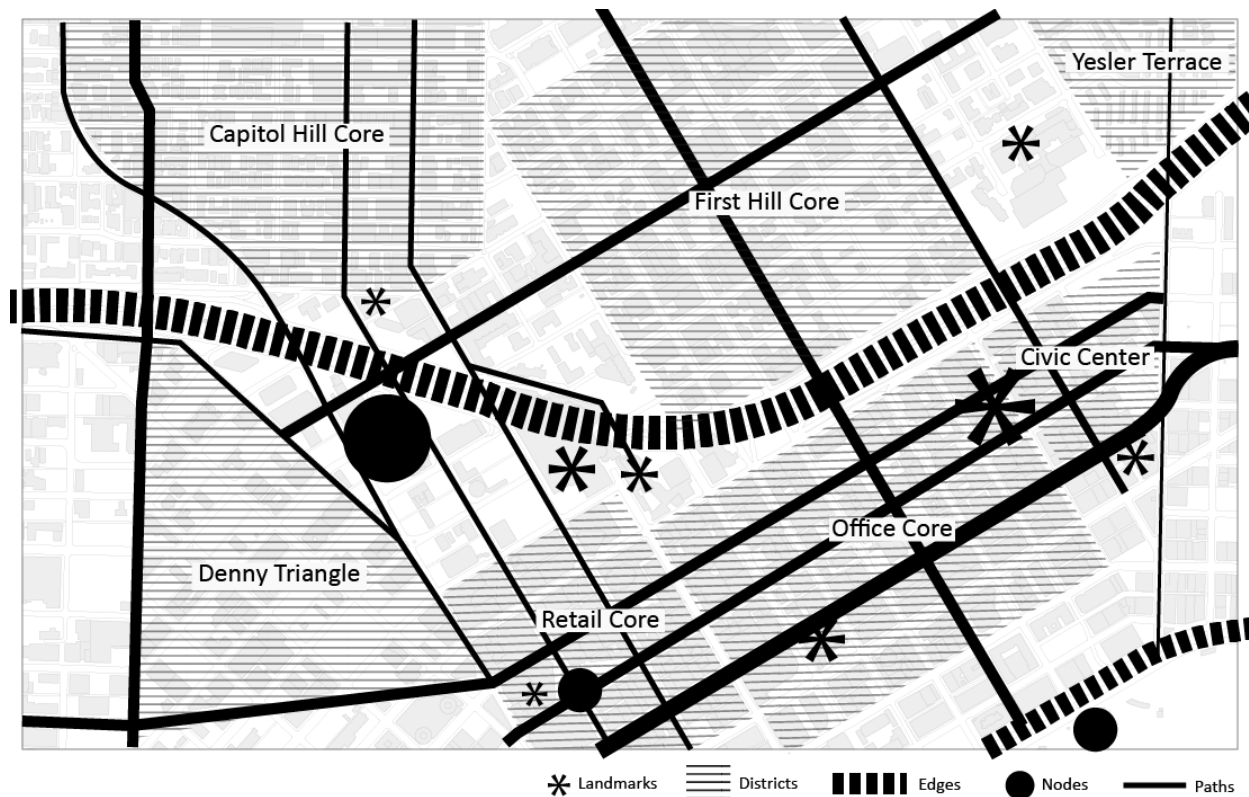 Yesler Terrace
Capitol Hill Core
First Hill Core
Civic Center
Office Core
Denny Triangle
Retail Core
Landmarks
Districts
Edges
Nodes
Paths